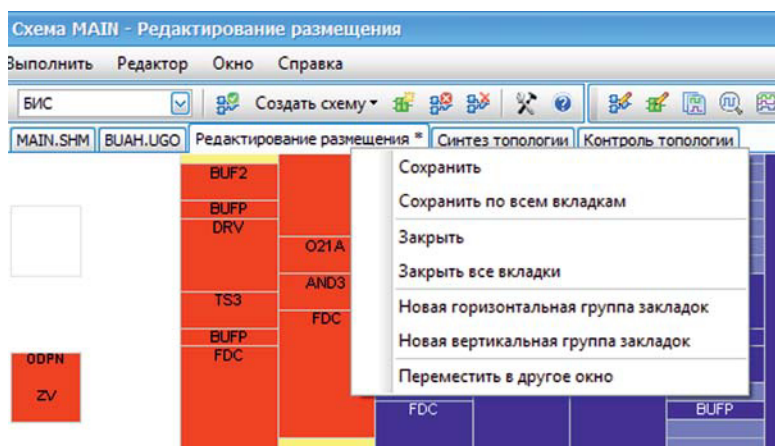 Схема MAIN - Редактирование размещения
Выполнить Редактор Окно Справка
БИС Создать схему
MAIN.SHM BUAH.UGO Редактирование размещения * Синтез топологии Контроль топологии
Сохранить
Сохранить по всем вкладкам
Закрыть
Закрыть все вкладки
Новая горизонтальная группа закладок
Новая вертикальная группа закладок
Переместить в другое окно
BUF2
BUFP
DRV
TS3
BUFP
FDC
O21A
AND3
FDC
ODPN
ZV
FDC
BUFP